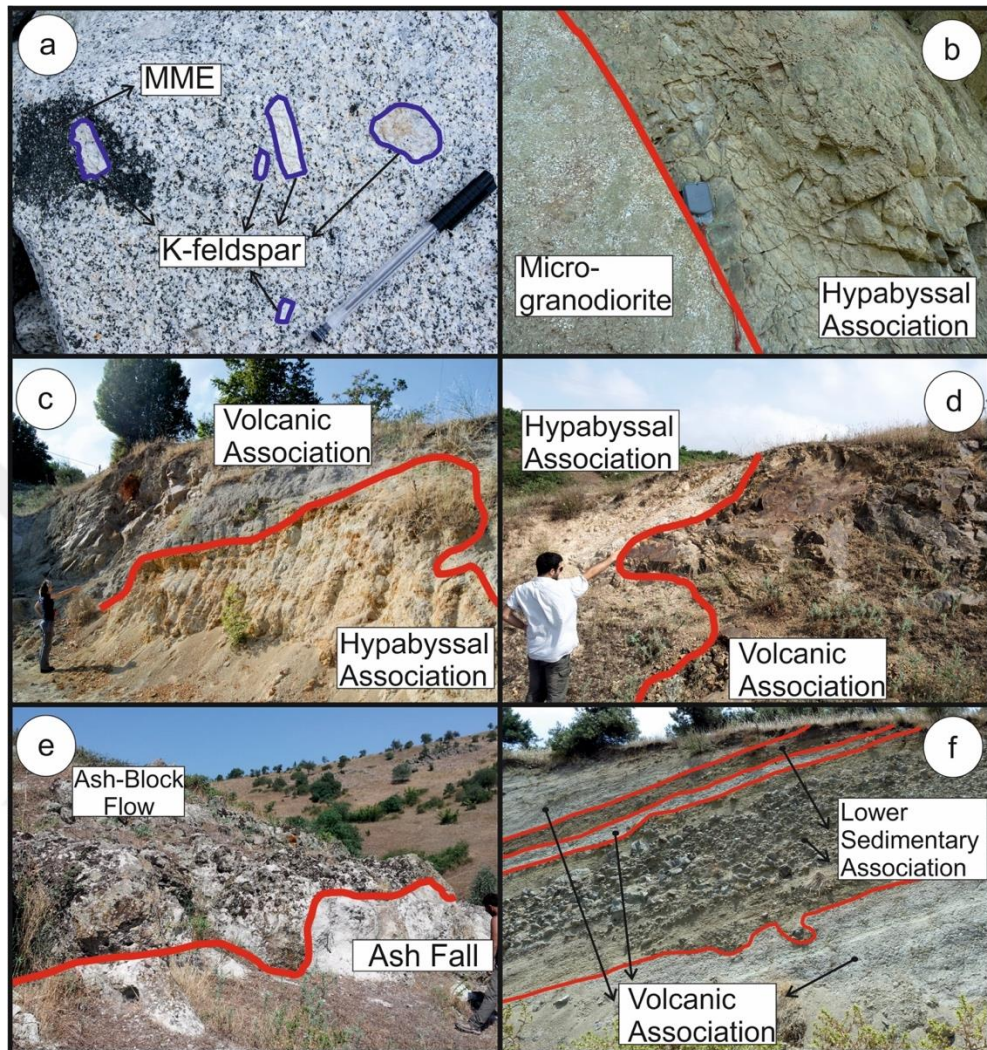 a
MME
K-feldspar
b
Micro-
granodiorite
Hypabyssal
Association
c
Volcanic
Association
Hypabyssal
Association
d
Hypabyssal
Association
Volcanic
Association
e
Ash-Block
Flow
Ash Fall
f
Lower
Sedimentary
Association
Volcanic
Association